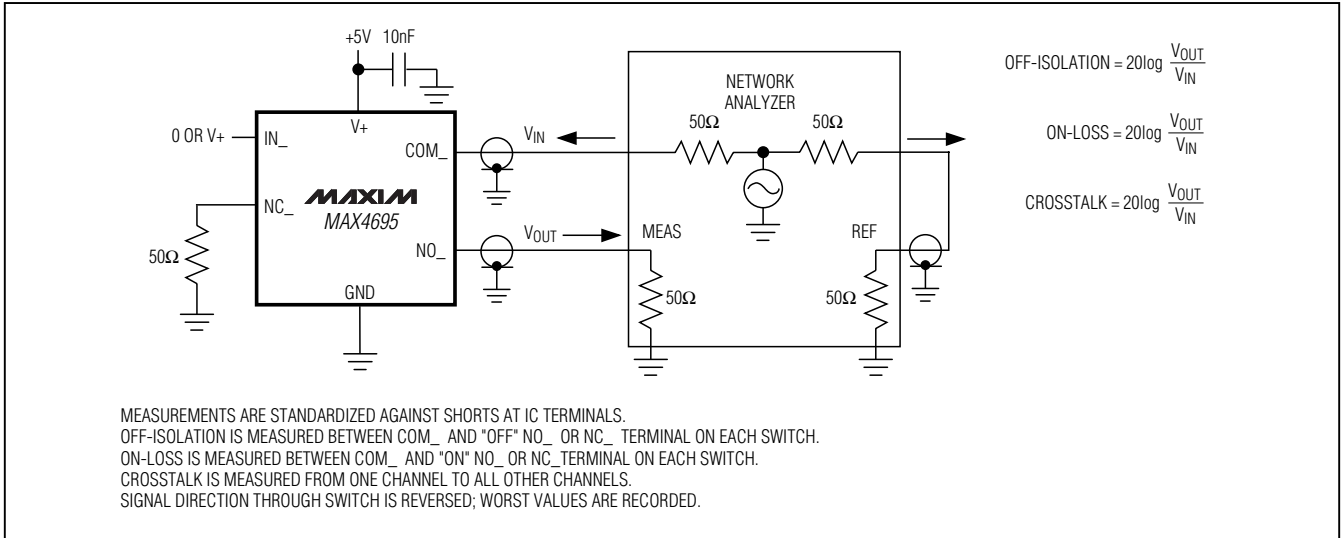 +5V 10nF
OFF-ISOLATION = 20log V_OUT / V_IN
NETWORK
ANALYZER
50Ω 50Ω
0 OR V+ IN_ V+
V_IN
ON-LOSS = 20log V_OUT / V_IN
COM_
MAXIM
MAX4695
NC_
CROSSTALK = 20log V_OUT / V_IN
V_OUT MEAS REF
NO_
50Ω
GND 50Ω 50Ω
MEASUREMENTS ARE STANDARDIZED AGAINST SHORTS AT IC TERMINALS.
OFF-ISOLATION IS MEASURED BETWEEN COM_ AND "OFF" NO_ OR NC_ TERMINAL ON EACH SWITCH.
ON-LOSS IS MEASURED BETWEEN COM_ AND "ON" NO_ OR NC_TERMINAL ON EACH SWITCH.
CROSSTALK IS MEASURED FROM ONE CHANNEL TO ALL OTHER CHANNELS.
SIGNAL DIRECTION THROUGH SWITCH IS REVERSED; WORST VALUES ARE RECORDED.